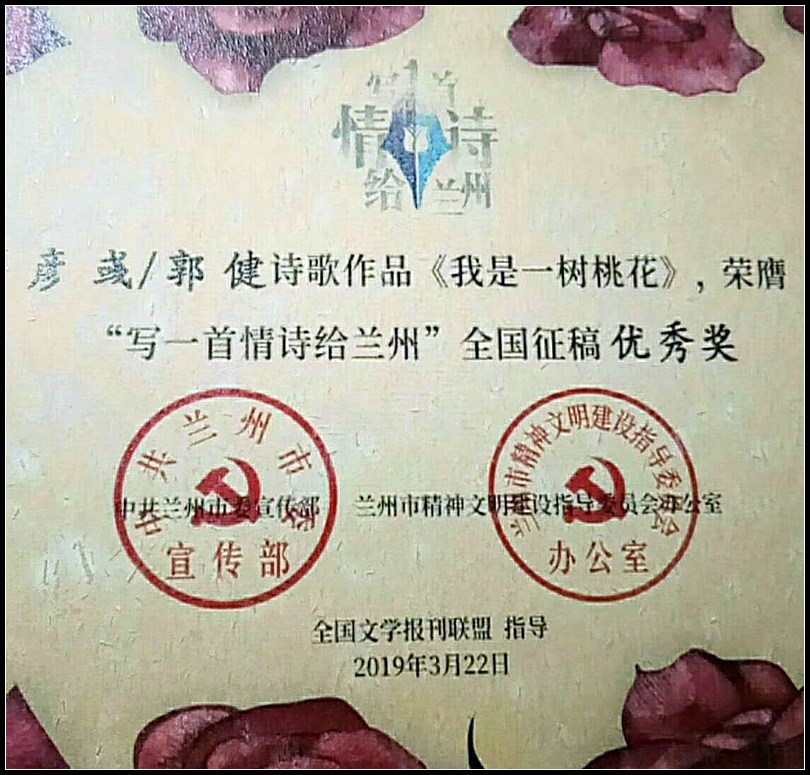 写一首
情诗
给兰州
彦 彧/郭 健诗歌作品《我是一树桃花》，荣膺
“写一首情诗给兰州”全国征稿优秀奖
中共兰州市委
宣传部
兰州市精神文明建设指导委员会
办公室
中共兰州市委宣传部 兰州市精神文明建设指导委员会办公室
全国文学报刊联盟 指导
2019年3月22日